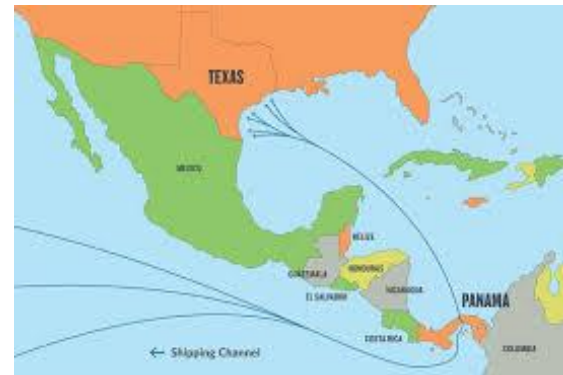 TEXAS
MEXICO
BELIZE
GUATEMALA
HONDURAS
EL SALVADOR
NICARAGUA
PANAMA
COSTA RICA
COLOMBIA
← Shipping Channel